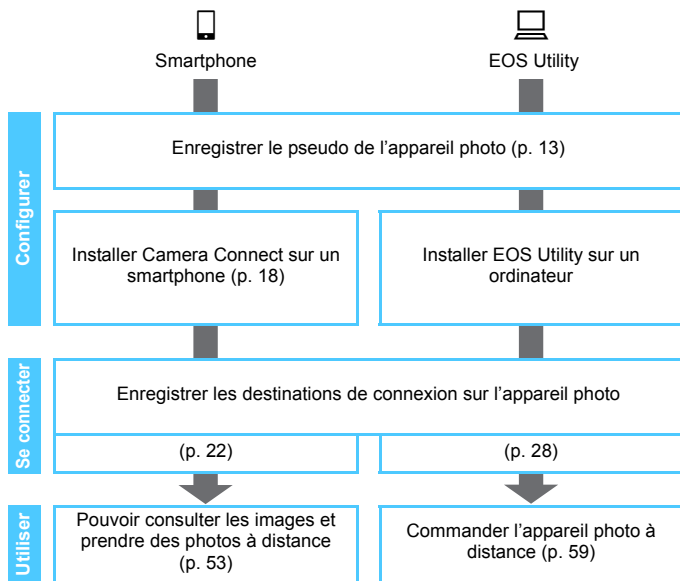 Smartphone
EOS Utility
Configurer
Enregistrer le pseudo de l’appareil photo (p. 13)
Installer Camera Connect sur un
smartphone (p. 18)
Installer EOS Utility sur un
ordinateur
Se connecter
Enregistrer les destinations de connexion sur l’appareil photo
(p. 22)
(p. 28)
Utiliser
Pouvoir consulter les images et
prendre des photos à distance
(p. 53)
Commander l’appareil photo à
distance (p. 59)